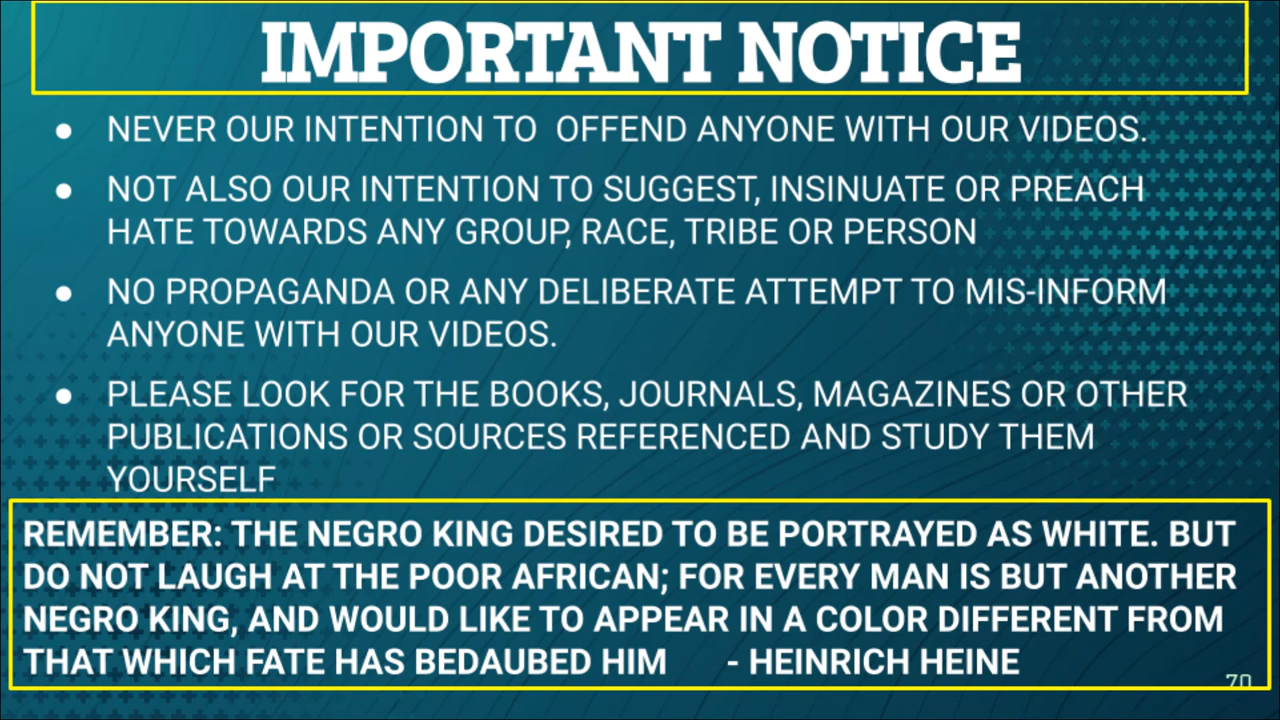 IMPORTANT NOTICE
● NEVER OUR INTENTION TO OFFEND ANYONE WITH OUR VIDEOS.
● NOT ALSO OUR INTENTION TO SUGGEST, INSINUATE OR PREACH
HATE TOWARDS ANY GROUP, RACE, TRIBE OR PERSON
● NO PROPAGANDA OR ANY DELIBERATE ATTEMPT TO MIS-INFORM
ANYONE WITH OUR VIDEOS.
● PLEASE LOOK FOR THE BOOKS, JOURNALS, MAGAZINES OR OTHER
PUBLICATIONS OR SOURCES REFERENCED AND STUDY THEM
YOURSELF
REMEMBER: THE NEGRO KING DESIRED TO BE PORTRAYED AS WHITE. BUT
DO NOT LAUGH AT THE POOR AFRICAN; FOR EVERY MAN IS BUT ANOTHER
NEGRO KING, AND WOULD LIKE TO APPEAR IN A COLOR DIFFERENT FROM
THAT WHICH FATE HAS BEDAUBED HIM - HEINRICH HEINE
70